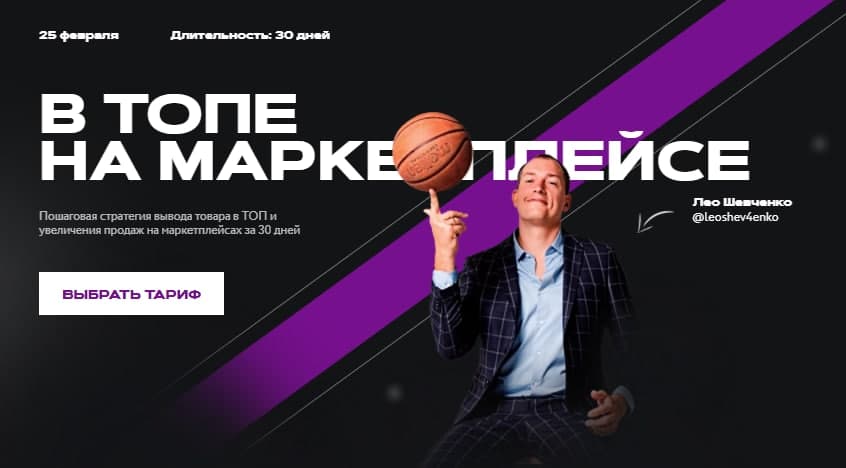 25 февраля
Длительность: 30 дней
В ТОПЕ
НА МАРКЕ ПЛЕЙСЕ
Лео Шевченко
@leoshev4enko
Пошаговая стратегия вывода товара в ТОП и
увеличения продаж на маркетплейсах за 30 дней
ВЫБРАТЬ ТАРИФ